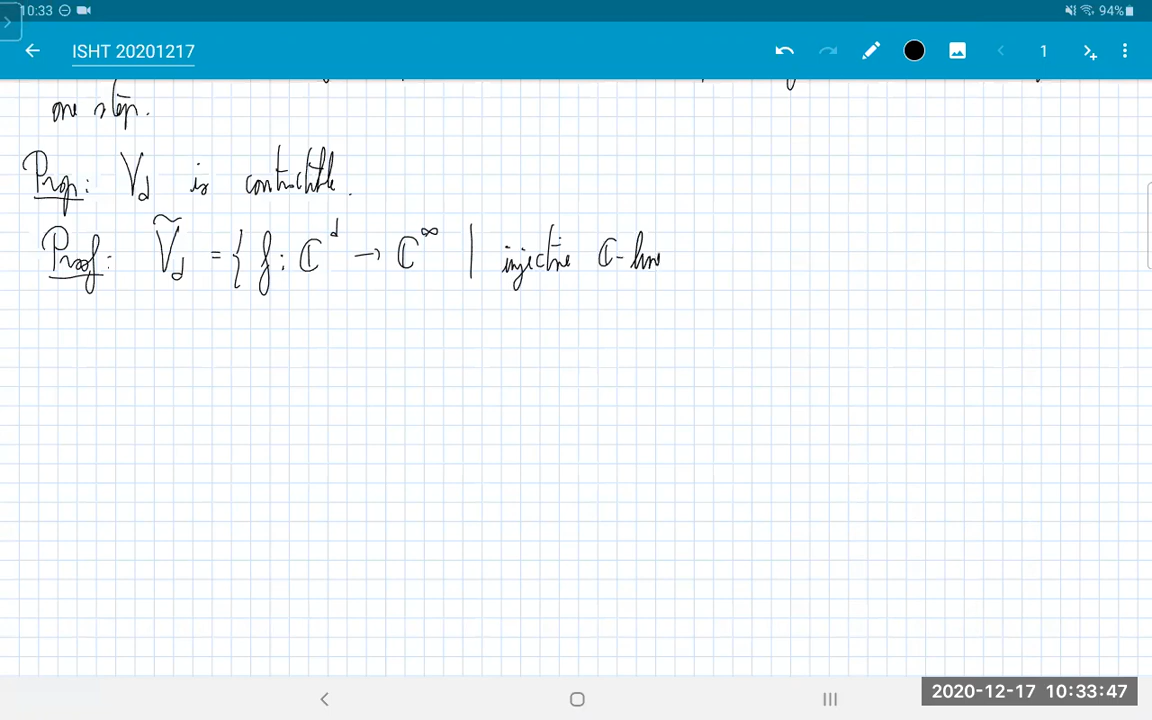 10:33 94%
ISHT 20201217 1
one step.
Prop: V_d is contractible.
Proof: Ṽ_d = { f : ℂ^d → ℂ^∞ | injective ℂ-line
2020-12-17 10:33:47